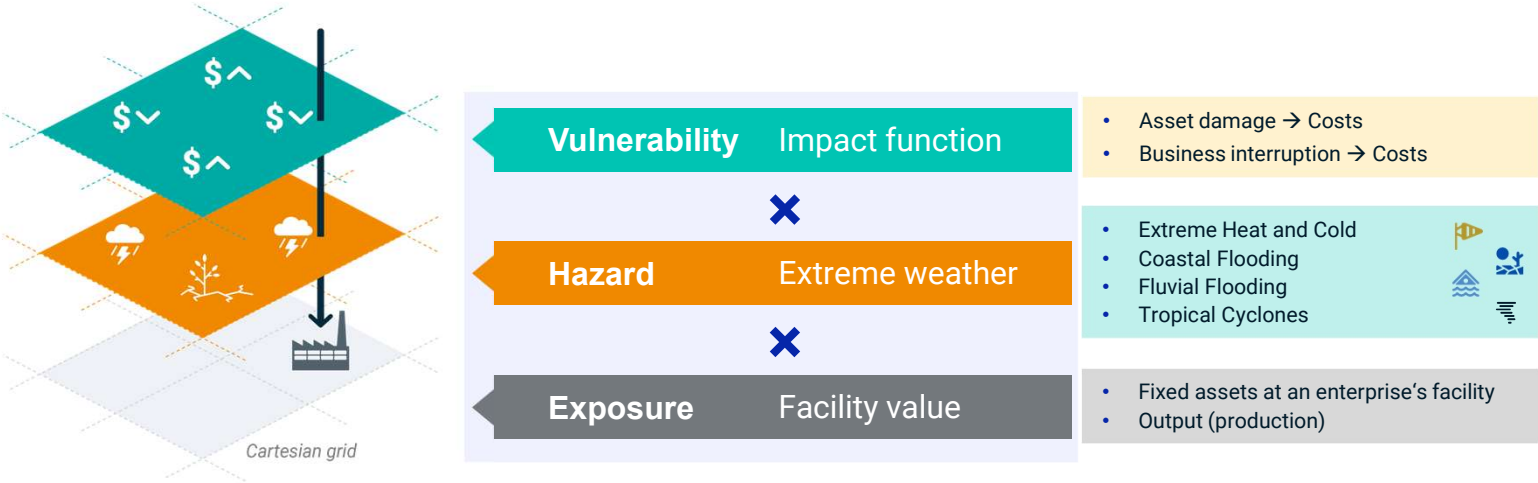 $
$
$
$
Cartesian grid
Vulnerability Impact function
Hazard Extreme weather
Exposure Facility value
• Asset damage → Costs
• Business interruption → Costs
• Extreme Heat and Cold
• Coastal Flooding
• Fluvial Flooding
• Tropical Cyclones
• Fixed assets at an enterprise‘s facility
• Output (production)